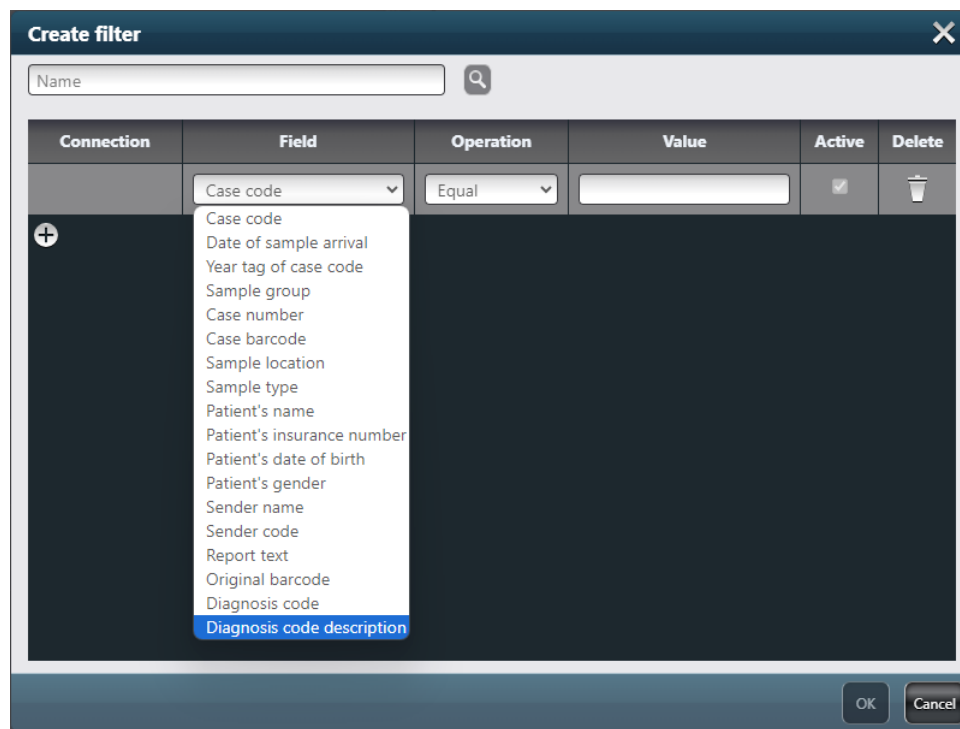 Create filter
Name
Connection Field Operation Value Active Delete
Case code Equal
Case code
Date of sample arrival
Year tag of case code
Sample group
Case number
Case barcode
Sample location
Sample type
Patient's name
Patient's insurance number
Patient's date of birth
Patient's gender
Sender name
Sender code
Report text
Original barcode
Diagnosis code
Diagnosis code description
OK Cancel